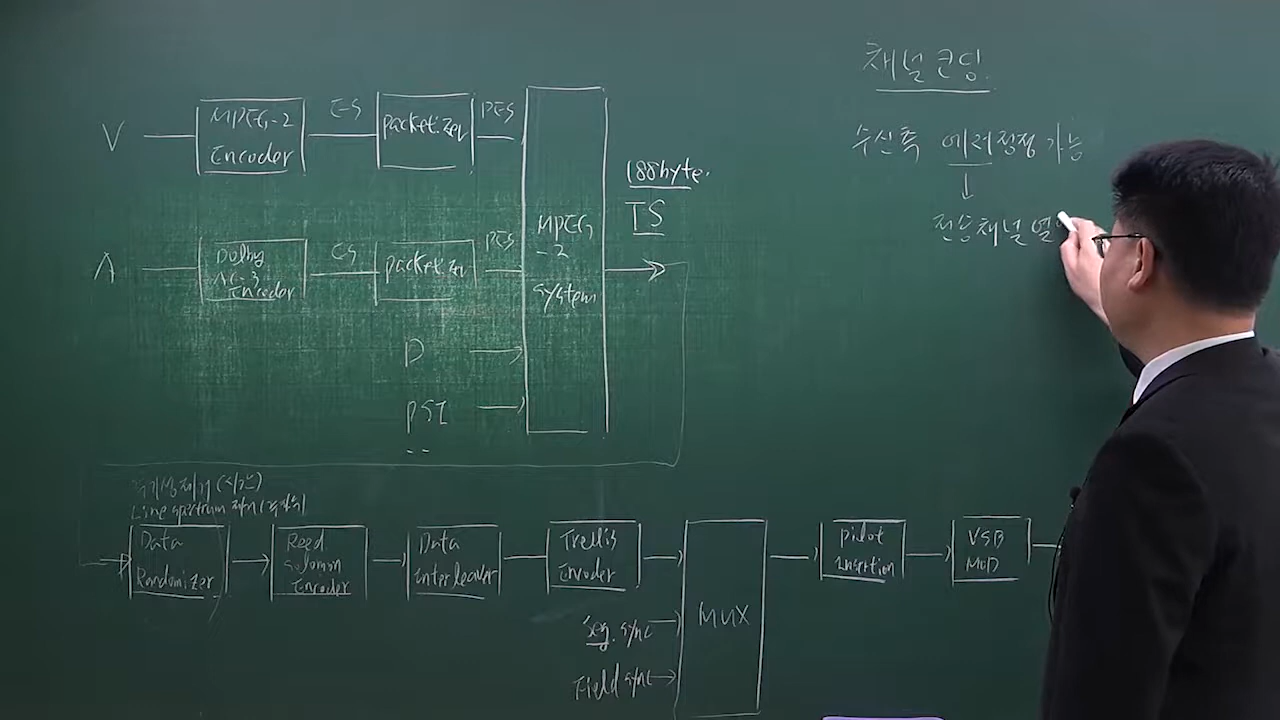 채널코딩
수신측 에러정정 가능
↓
전송채널 열
V
MPEG-2
Encoder
ES
packetizer
PES
188byte.
TS
A
Dolby
AC-3
Encoder
ES
packetizer
PES
MPEG
-2
system
P
PSI
Line spectrum
Data
Randomizer
Reed
solomon
Encoder
Data
interleaver
Trellis
MUX
pilot
insertion
VSB
MOD
seg. sync
Field sync